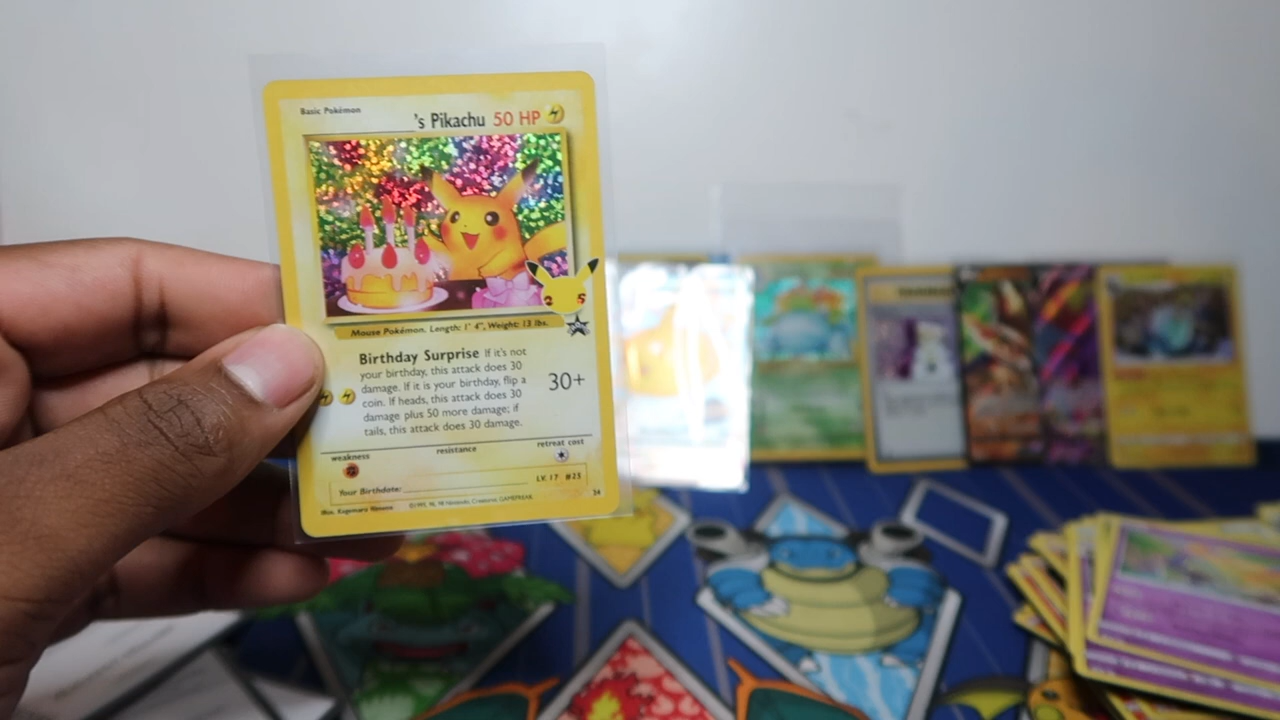 Basic Pokémon
's Pikachu 50 HP
Mouse Pokémon. Length: 1' 4", Weight: 13 lbs.
Birthday Surprise If it's not
your birthday, this attack does 30
damage. If it is your birthday, flip a
coin. If heads, this attack does 30
damage plus 50 more damage; if
tails, this attack does 30 damage.
30+
weakness resistance retreat cost
Your Birthdate:
LV. 17 #25
Illus. Kagemaru Himeno ©1995, 96, 98 Nintendo, Creatures, GAMEFREAK.
24